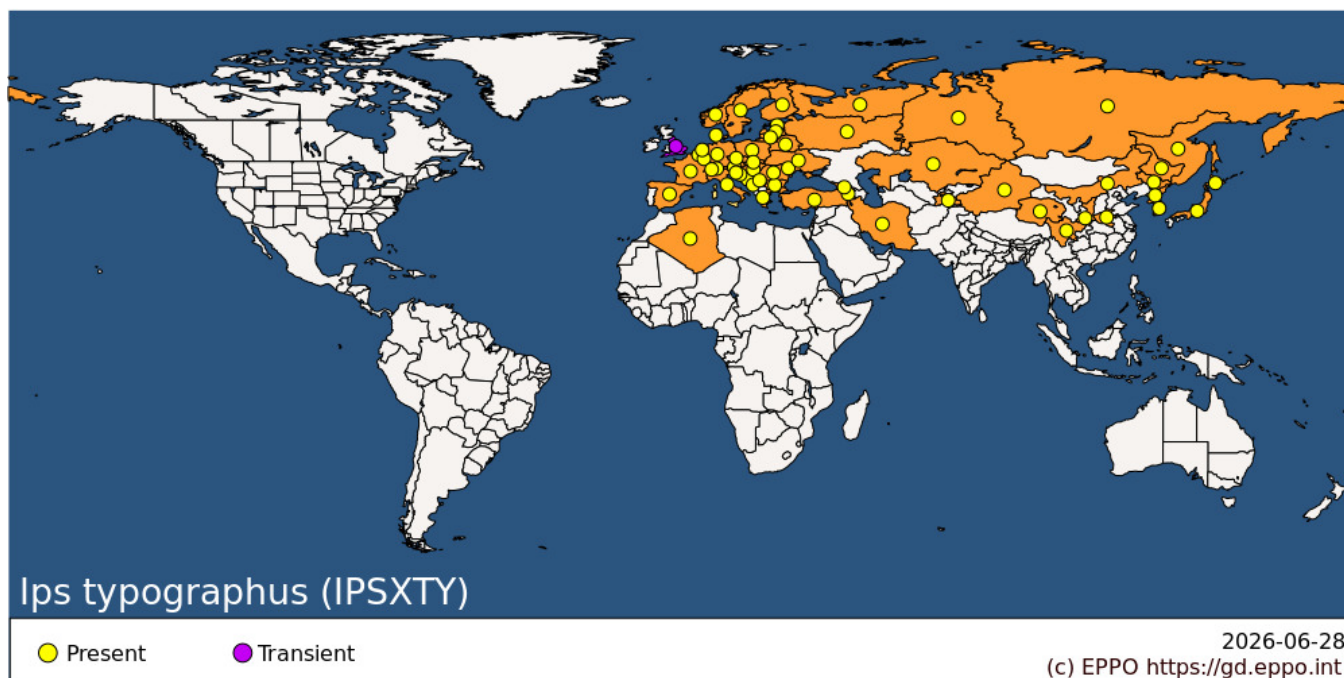 Ips typographus (IPSXTY)
Present
Transient
2026-06-28
(c) EPPO https://gd.eppo.int